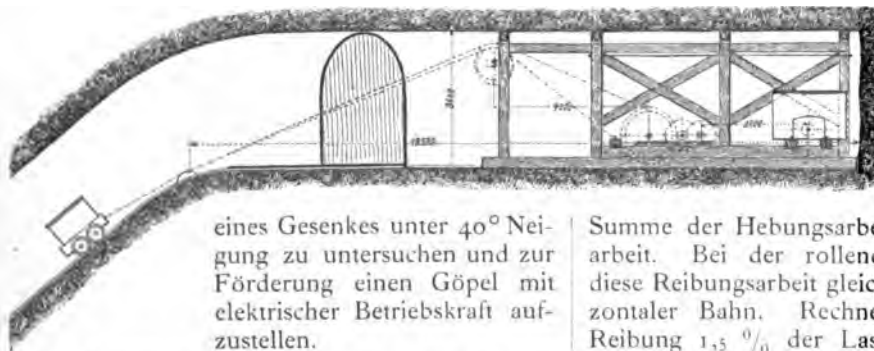 eines Gesenkes unter 40° Nei-
gung zu untersuchen und zur
Förderung einen Göpel mit
elektrischer Betriebskraft auf-
zustellen.
Summe der Hebungsarbe
arbeit. Bei der rollen
diese Reibungsarbeit gleic
zontaler Bahn. Rechne
Reibung 1,5 % der Las